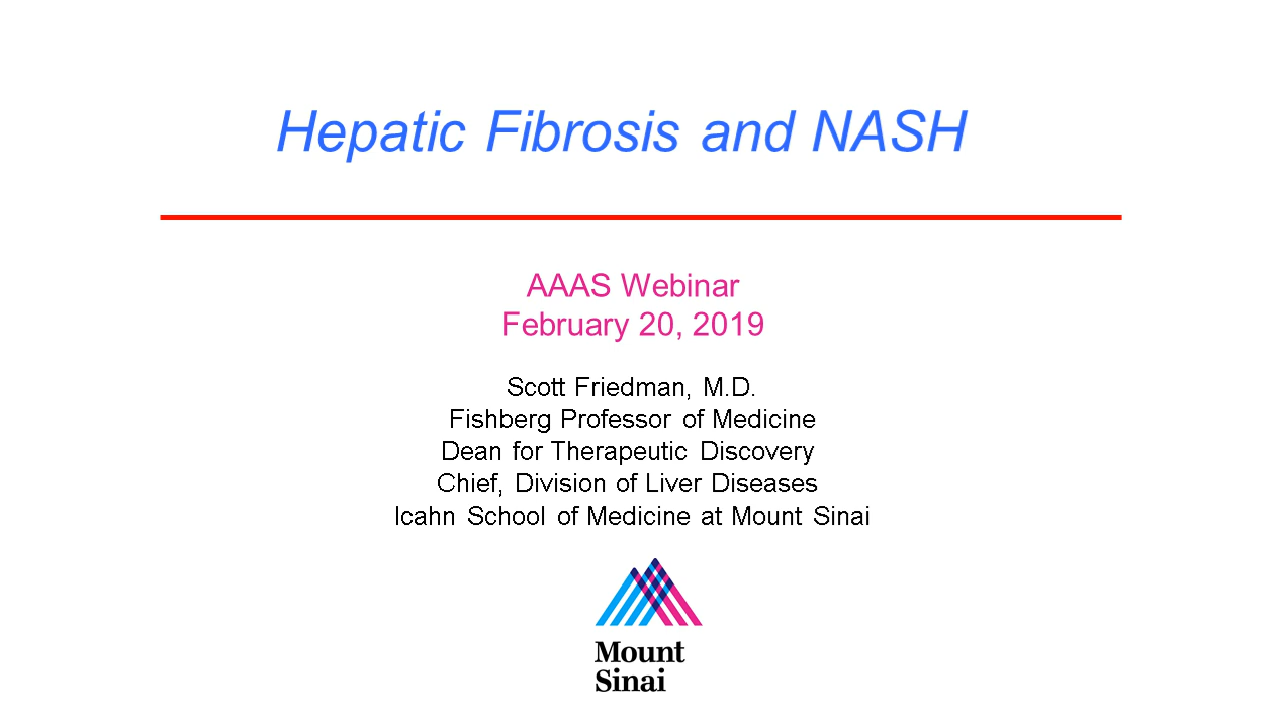 Hepatic Fibrosis and NASH
AAAS Webinar
February 20, 2019
Scott Friedman, M.D.
Fishberg Professor of Medicine
Dean for Therapeutic Discovery
Chief, Division of Liver Diseases
Icahn School of Medicine at Mount Sinai
Mount
Sinai